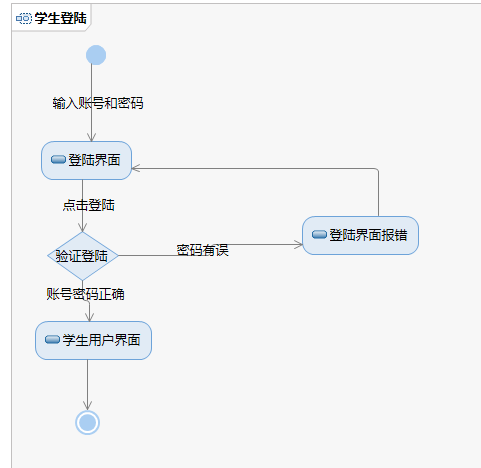 学生登陆
输入账号和密码
登陆界面
点击登陆
验证登陆
密码有误
登陆界面报错
账号密码正确
学生用户界面